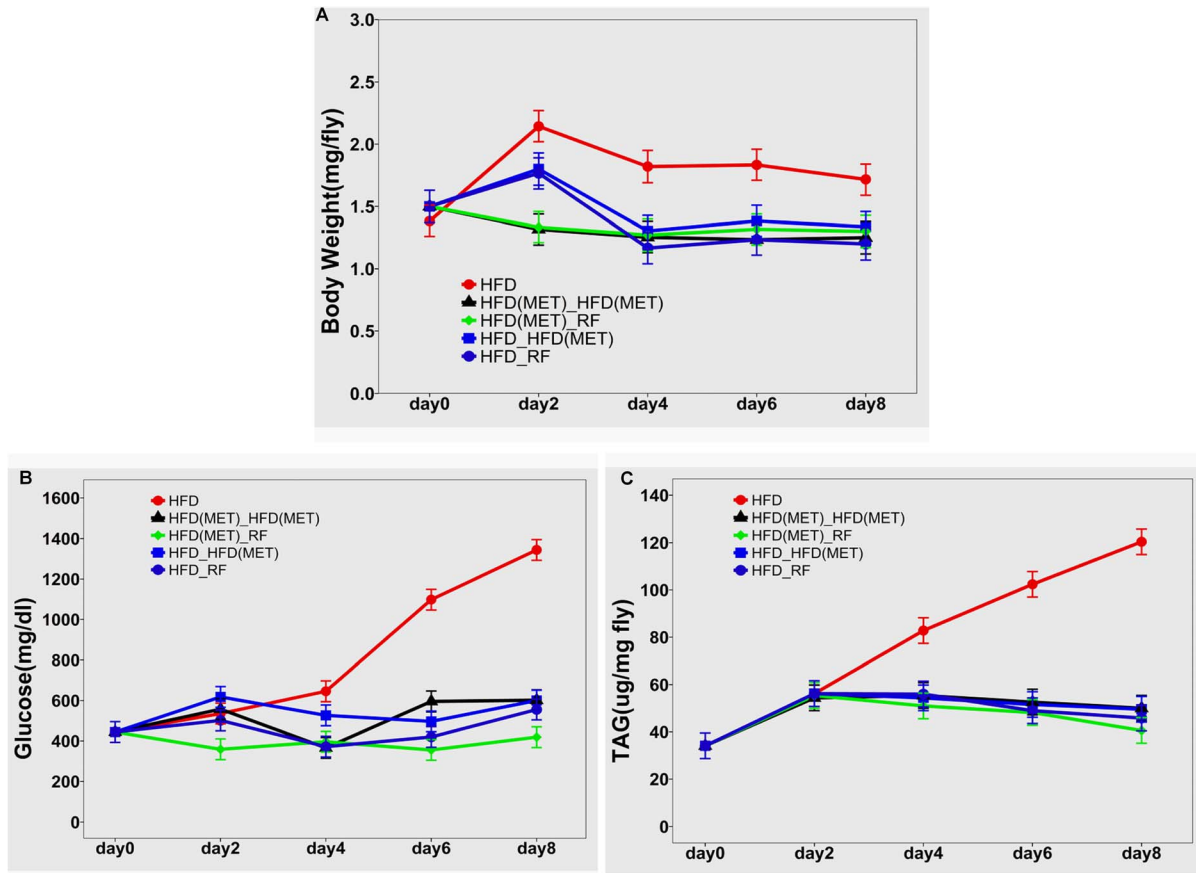 A
3.0
2.5
2.0
1.5
1.0
0.5
0.0
Body Weight(mg/fly)
HFD
HFD(MET)_HFD(MET)
HFD(MET)_RF
HFD_HFD(MET)
HFD_RF
day0 day2 day4 day6 day8
B
1600
1400
1200
1000
800
600
400
200
0
Glucose(mg/dl)
HFD
HFD(MET)_HFD(MET)
HFD(MET)_RF
HFD_HFD(MET)
HFD_RF
day0 day2 day4 day6 day8
C
140
120
100
80
60
40
20
0
TAG(ug/mg fly)
HFD
HFD(MET)_HFD(MET)
HFD(MET)_RF
HFD_HFD(MET)
HFD_RF
day0 day2 day4 day6 day8